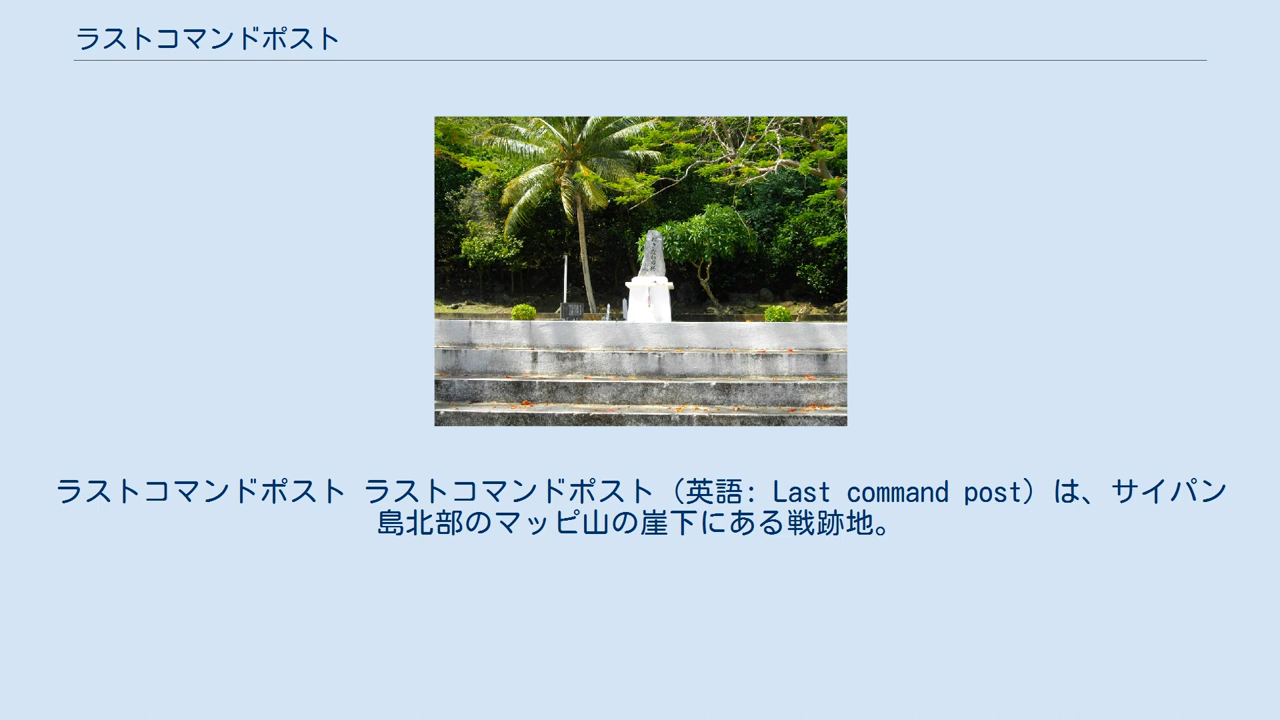 ラストコマンドポスト
ラストコマンドポスト ラストコマンドポスト（英語: Last command post）は、サイパン
島北部のマッピ山の崖下にある戦跡地。